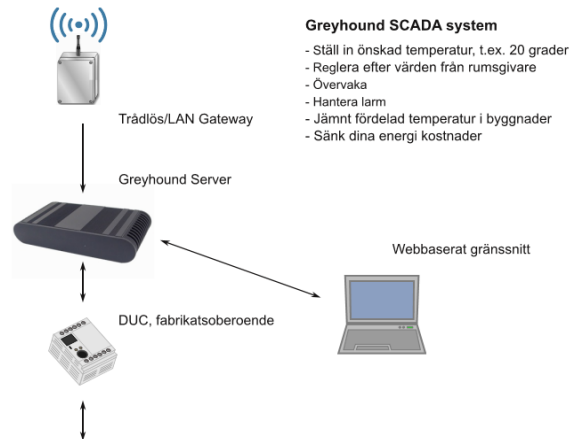 Greyhound SCADA system
- Ställ in önskad temperatur, t.ex. 20 grader
- Reglera efter värden från rumsgivare
- Övervaka
- Hantera larm
- Jämnt fördelad temperatur i byggnader
- Sänk dina energi kostnader
Trådlös/LAN Gateway
Greyhound Server
Webbaserat gränssnitt
DUC, fabrikatsoberoende